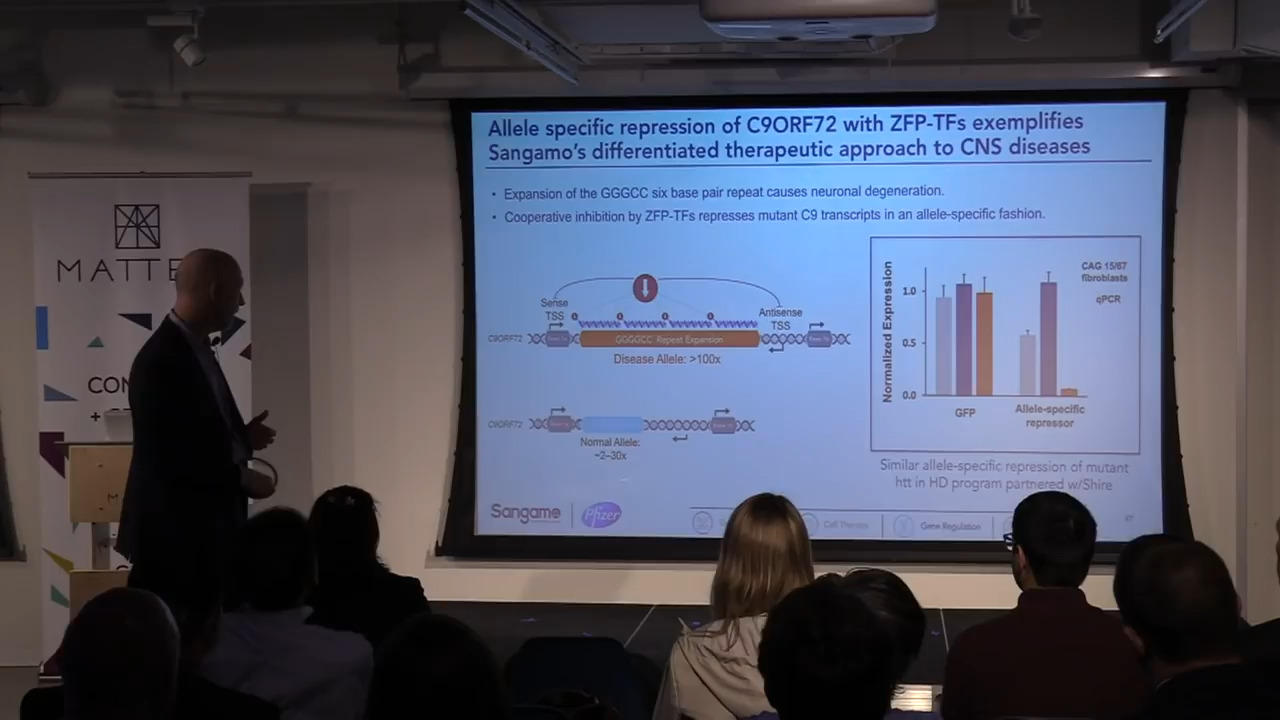 Allele specific repression of C9ORF72 with ZFP-TFs exemplifies
Sangamo's differentiated therapeutic approach to CNS diseases
• Expansion of the GGGCC six base pair repeat causes neuronal degeneration.
• Cooperative inhibition by ZFP-TFs represses mutant C9 transcripts in an allele-specific fashion.
MATTE
CON
+
M
Sense
TSS
Antisense
TSS
C9ORF72
GGGGCC Repeat Expansion
Disease Allele: >100x
C9ORF72
Normal Allele:
~2–30x
Normalized Expression
1.0
0.5
0.0
GFP
Allele-specific
repressor
CAG 15/67
fibroblasts
qPCR
Similar allele-specific repression of mutant
htt in HD program partnered w/Shire
Sangamo
Pfizer
Cell Therapy
Gene Regulation